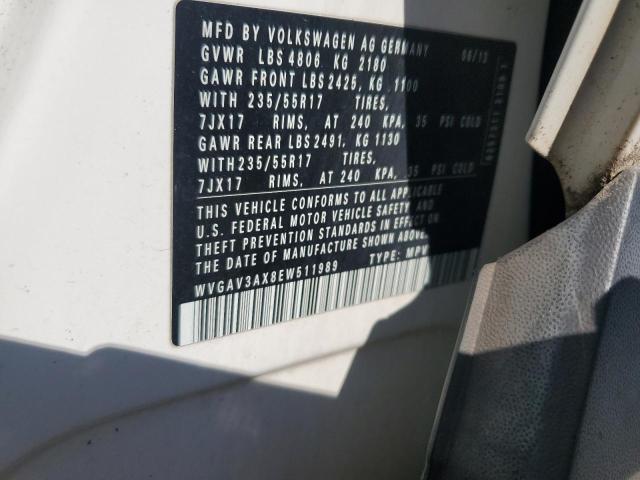 MFD BY VOLKSWAGEN AG GERMANY 06/13
GVWR LBS 4806 KG 2180
GAWR FRONT LBS 2425, KG 1100
WITH 235/55R17 TIRES,
7JX17 RIMS, AT 240 KPA, 35 PSI COLD
GAWR REAR LBS 2491, KG 1130
WITH 235/55R17 TIRES,
7JX17 RIMS, AT 240 KPA, 35 PSI COLD
THIS VEHICLE CONFORMS TO ALL APPLICABLE
U.S. FEDERAL MOTOR VEHICLE SAFETY AND
THEFT PREVENTION STANDARDS IN EFFECT ON
THE DATE OF MANUFACTURE SHOWN ABOVE.
WVGAV3AX8EW511989 TYPE: MPV